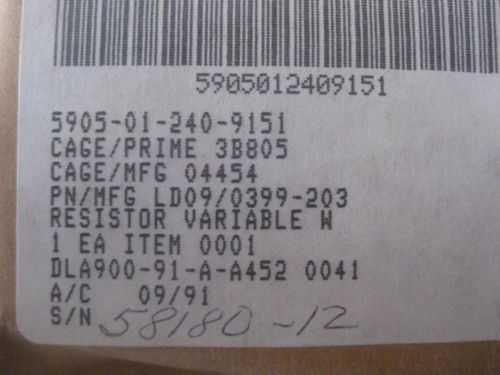 5905012409151
5905-01-240-9151
CAGE/PRIME 3B805
CAGE/MFG 04454
PN/MFG LD09/0399-203
RESISTOR VARIABLE W
1 EA ITEM 0001
DLA900-91-A-A452 0041
A/C 09/91
S/N 58180-12